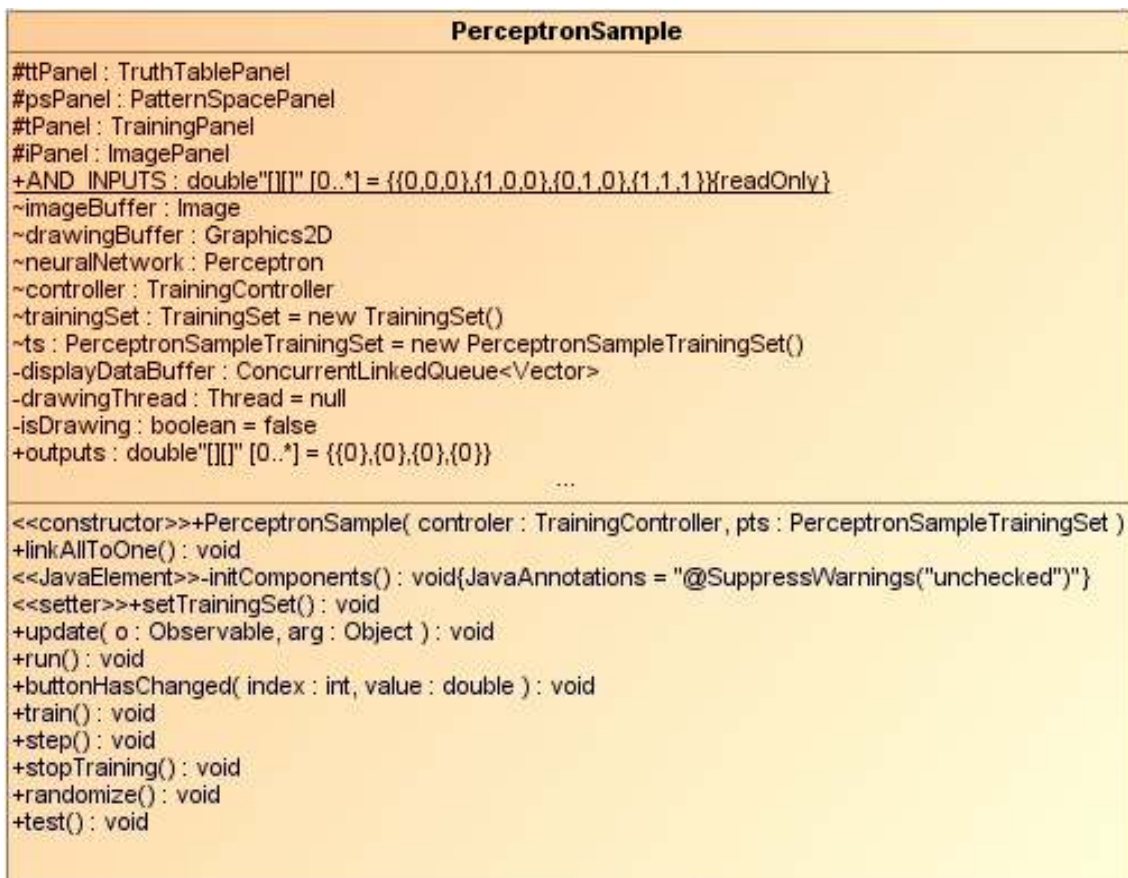 PerceptronSample
#ttPanel : TruthTablePanel
#psPanel : PatternSpacePanel
#tPanel : TrainingPanel
#iPanel : ImagePanel
+AND_INPUTS : double"[][]" [0..*] = {{0,0,0},{1,0,0},{0,1,0},{1,1,1}}{readOnly}
~imageBuffer : Image
~drawingBuffer : Graphics2D
~neuralNetwork : Perceptron
~controller : TrainingController
~trainingSet : TrainingSet = new TrainingSet()
~ts : PerceptronSampleTrainingSet = new PerceptronSampleTrainingSet()
-displayDataBuffer : ConcurrentLinkedQueue<Vector>
-drawingThread : Thread = null
-isDrawing : boolean = false
+outputs : double"[][]" [0..*] = {{0},{0},{0},{0}}
...
<<constructor>>+PerceptronSample( controler : TrainingController, pts : PerceptronSampleTrainingSet )
+linkAllToOne() : void
<<JavaElement>>-initComponents() : void{JavaAnnotations = "@SuppressWarnings("unchecked")"}
<<setter>>+setTrainingSet() : void
+update( o : Observable, arg : Object ) : void
+run() : void
+buttonHasChanged( index : int, value : double ) : void
+train() : void
+step() : void
+stopTraining() : void
+randomize() : void
+test() : void